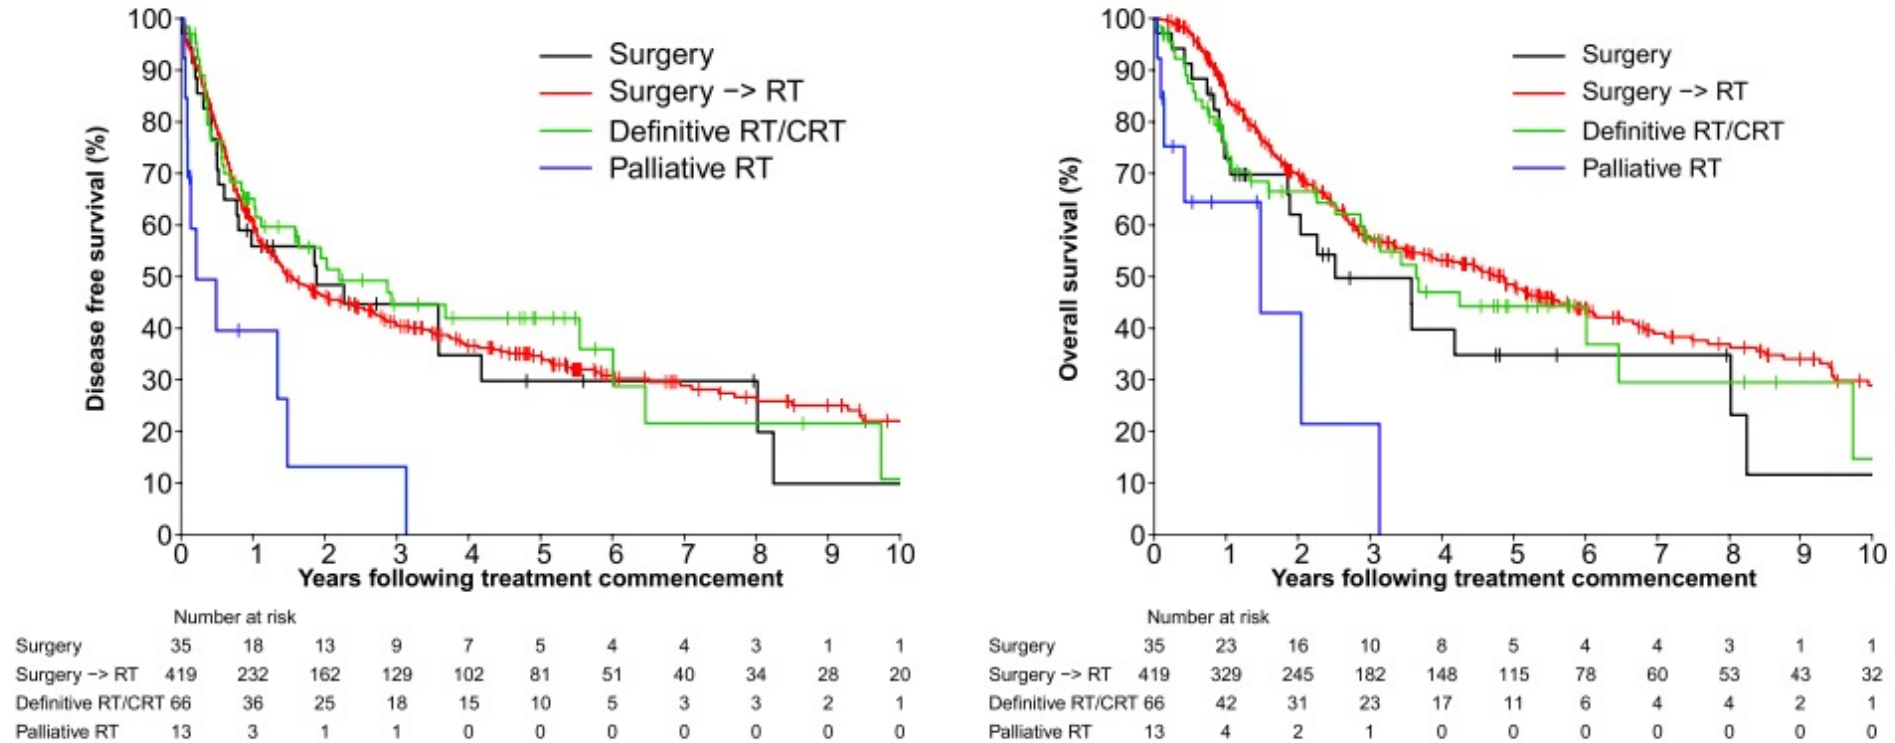 Disease free survival (%)
100
90
80
70
60
50
40
30
20
10
0
Surgery
Surgery −> RT
Definitive RT/CRT
Palliative RT
0 1 2 3 4 5 6 7 8 9 10
Years following treatment commencement
Number at risk
Surgery 35 18 13 9 7 5 4 4 3 1 1
Surgery −> RT 419 232 162 129 102 81 51 40 34 28 20
Definitive RT/CRT 66 36 25 18 15 10 5 3 3 2 1
Palliative RT 13 3 1 1 0 0 0 0 0 0 0
Overall survival (%)
100
90
80
70
60
50
40
30
20
10
0
Surgery
Surgery −> RT
Definitive RT/CRT
Palliative RT
0 1 2 3 4 5 6 7 8 9 10
Years following treatment commencement
Number at risk
Surgery 35 23 16 10 8 5 4 4 3 1 1
Surgery −> RT 419 329 245 182 148 115 78 60 53 43 32
Definitive RT/CRT 66 42 31 23 17 11 6 4 4 2 1
Palliative RT 13 4 2 1 0 0 0 0 0 0 0